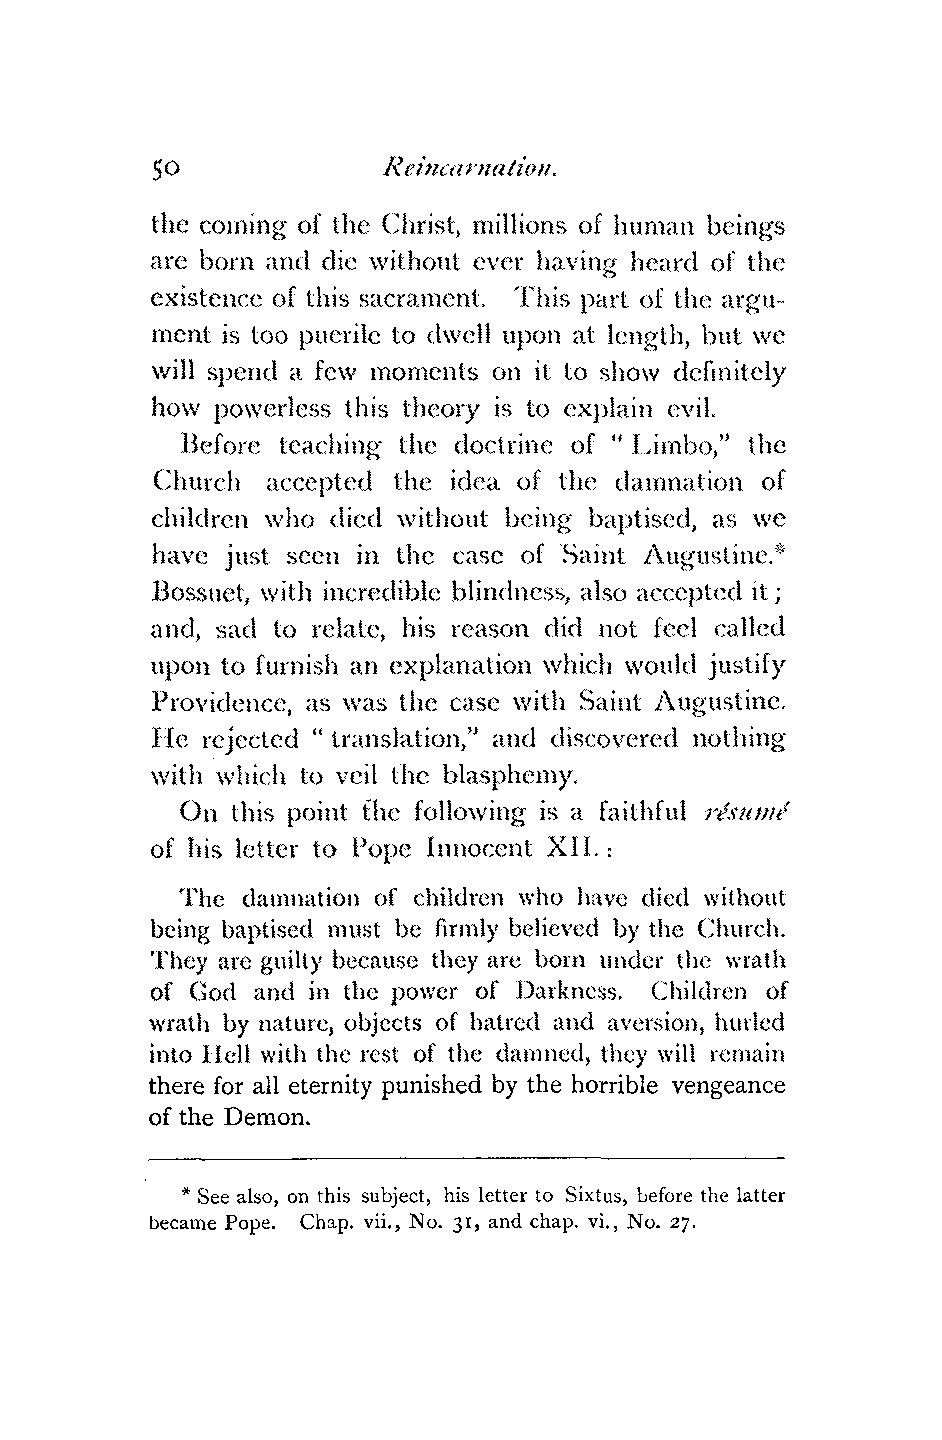 50 Reincarnation.
the coming of the Christ, millions of human beings
are born and die without ever having heard of the
existence of this sacrament. This part of the argu-
ment is too puerile to dwell upon at length, but we
will spend a few moments on it to show definitely
how powerless this theory is to explain evil.
Before teaching the doctrine of “ Limbo,” the
Church accepted the idea of the damnation of
children who died without being baptised, as we
have just seen in the case of Saint Augustine.*
Bossuet, with incredible blindness, also accepted it ;
and, sad to relate, his reason did not feel called
upon to furnish an explanation which would justify
Providence, as was the case with Saint Augustine.
He rejected “ translation,” and discovered nothing
with which to veil the blasphemy.
On this point the following is a faithful résumé
of his letter to Pope Innocent XII. :
The damnation of children who have died without
being baptised must be firmly believed by the Church.
They are guilty because they are born under the wrath
of God and in the power of Darkness. Children of
wrath by nature, objects of hatred and aversion, hurled
into Hell with the rest of the damned, they will remain
there for all eternity punished by the horrible vengeance
of the Demon.
* See also, on this subject, his letter to Sixtus, before the latter
became Pope. Chap. vii., No. 31, and chap. vi., No. 27.